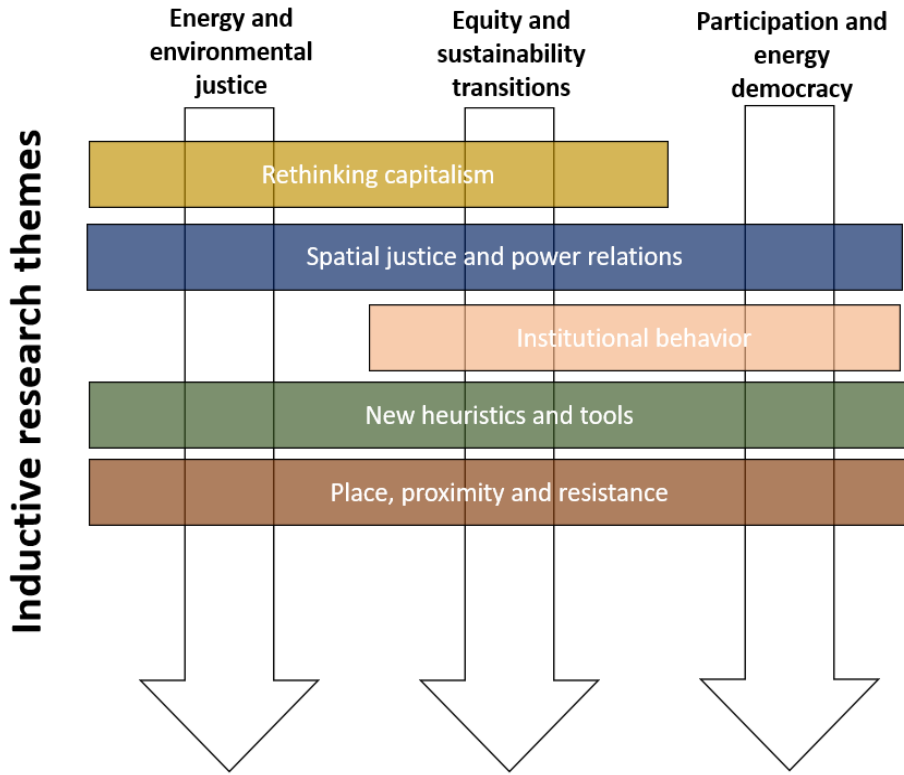 Energy and
environmental
justice
Equity and
sustainability
transitions
Participation and
energy
democracy
Inductive research themes
Rethinking capitalism
Spatial justice and power relations
Institutional behavior
New heuristics and tools
Place, proximity and resistance